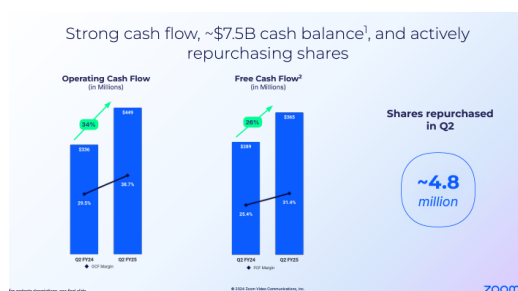 Strong cash flow, ~$7.5B cash balance¹, and actively
repurchasing shares
Operating Cash Flow
(in Millions)
34%
$336
$449
29.5%
38.7%
Q2 FY24 Q2 FY25
OCF Margin
Free Cash Flow²
(in Millions)
26%
$289
$365
25.4%
31.4%
Q2 FY24 Q2 FY25
FCF Margin
Shares repurchased
in Q2
~4.8
million
© 2024 Zoom Video Communications, Inc.
zoom